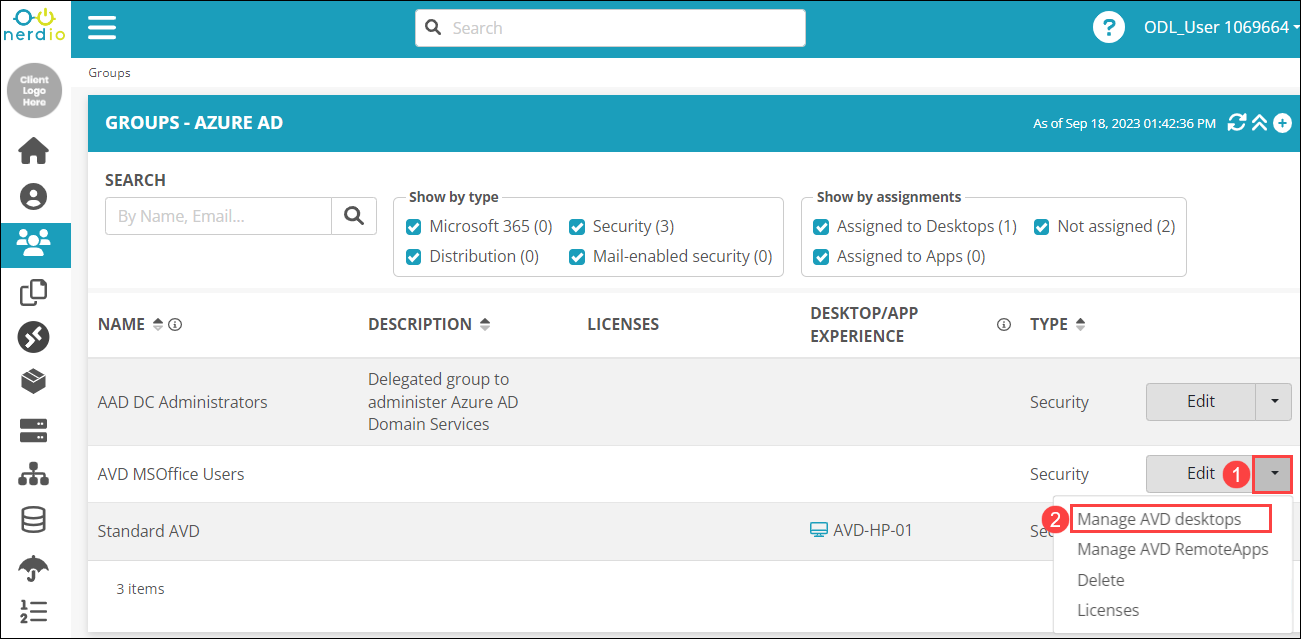 nerdio
Search
?
ODL_User 1069664
Client
Logo
Here
Groups
GROUPS - AZURE AD
As of Sep 18, 2023 01:42:36 PM
SEARCH
By Name, Email...
Show by type
Microsoft 365 (0)
Security (3)
Distribution (0)
Mail-enabled security (0)
Show by assignments
Assigned to Desktops (1)
Not assigned (2)
Assigned to Apps (0)
NAME
DESCRIPTION
LICENSES
DESKTOP/APP
EXPERIENCE
TYPE
AAD DC Administrators
Delegated group to
administer Azure AD
Domain Services
Security
Edit
AVD MSOffice Users
Security
Edit
1
Standard AVD
AVD-HP-01
2
Manage AVD desktops
Manage AVD RemoteApps
Delete
Licenses
3 items
1
2